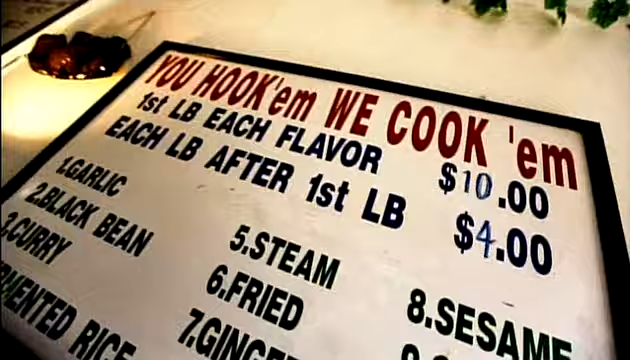 YOU HOOK'em WE COOK 'em
1st LB EACH FLAVOR $10.00
EACH LB AFTER 1st LB $4.00
1.GARLIC
2.BLACK BEAN
3.CURRY
RICE
5.STEAM
6.FRIED
7.GINGER
8.SESAME